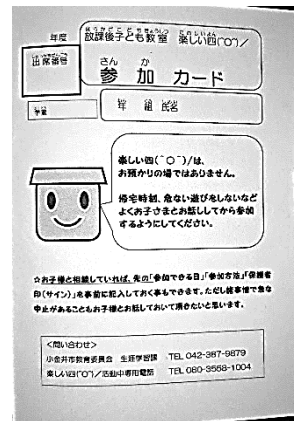 年度
放課後子ども教室 楽しい四(^O^)/
出席番号
さん か
参 加 カード
学童
年 組 氏名
楽しい四(^O^)/は、
お預かりの場ではありません。
帰宅時刻、危ない遊びをしないなど
よくお子さまとお話ししてから参加
するようにしてください。
☆お子様と相談していれば、先の「参加できる日」「参加方法」「保護者
印(サイン)」を事前に記入しておく事もできます。ただし諸事情で急な
中止があることもお子様とお話しておいて頂きたいと思います。
<問い合わせ>
小金井市教育委員会 生涯学習課 TEL 042-387-9879
楽しい四(^O^)/活動中専用電話 TEL 080-3558-1004